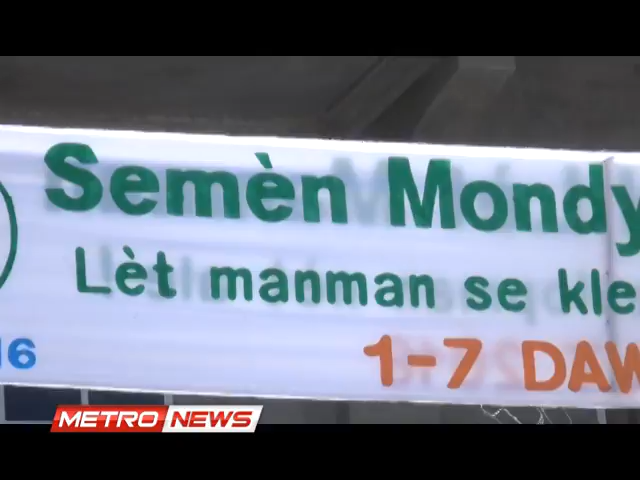 Semèn Mondy
Lèt manman se kle
16
1-7 DAW
METRO NEWS